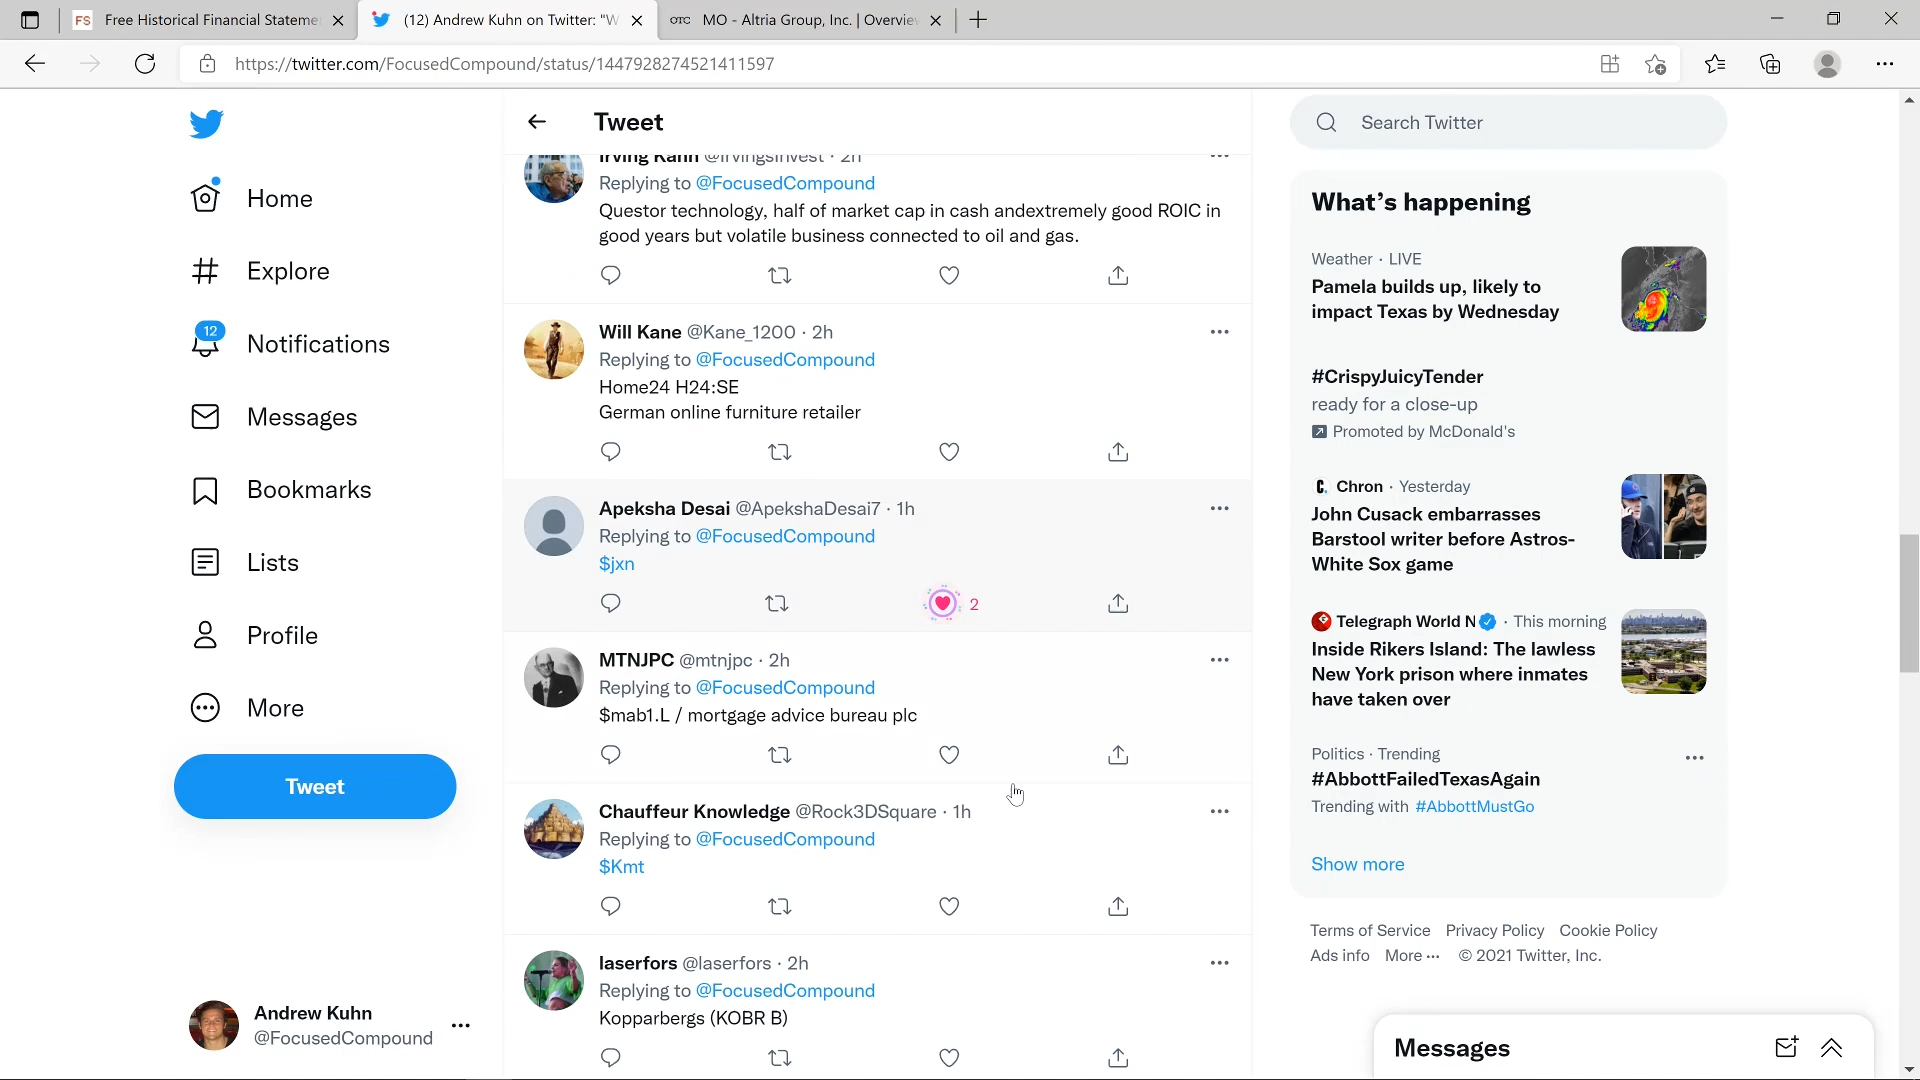 FS Free Historical Financial Stateme
(12) Andrew Kuhn on Twitter: "W
OTC MO - Altria Group, Inc. | Overvie
https://twitter.com/FocusedCompound/status/1447928274521411597
Home
Explore
12
Notifications
Messages
Bookmarks
Lists
Profile
More
Tweet
Andrew Kuhn
@FocusedCompound
Tweet
Irving Kahn @IrvingsInvest · 2h
Replying to @FocusedCompound
Questor technology, half of market cap in cash andextremely good ROIC in
good years but volatile business connected to oil and gas.
Will Kane @Kane_1200 · 2h
Replying to @FocusedCompound
Home24 H24:SE
German online furniture retailer
Apeksha Desai @ApekshaDesai7 · 1h
Replying to @FocusedCompound
$jxn
2
MTNJPC @mtnjpc · 2h
Replying to @FocusedCompound
$mab1.L / mortgage advice bureau plc
Chauffeur Knowledge @Rock3DSquare · 1h
Replying to @FocusedCompound
$Kmt
laserfors @laserfors · 2h
Replying to @FocusedCompound
Kopparbergs (KOBR B)
Search Twitter
What's happening
Weather · LIVE
Pamela builds up, likely to
impact Texas by Wednesday
#CrispyJuicyTender
ready for a close-up
Promoted by McDonald's
Chron · Yesterday
John Cusack embarrasses
Barstool writer before Astros-
White Sox game
Telegraph World N · This morning
Inside Rikers Island: The lawless
New York prison where inmates
have taken over
Politics · Trending
#AbbottFailedTexasAgain
Trending with #AbbottMustGo
Show more
Terms of Service Privacy Policy Cookie Policy
Ads info More ··· © 2021 Twitter, Inc.
Messages